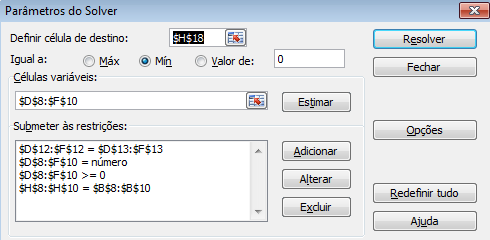 Parâmetros do Solver
Definir célula de destino: $H$18 Resolver
Igual a: Máx Mín Valor de: 0 Fechar
Células variáveis:
$D$8:$F$10 Estimar
Submeter às restrições: Opções
$D$12:$F$12 = $D$13:$F$13 Adicionar
$D$8:$F$10 = número
$D$8:$F$10 >= 0 Alterar
$H$8:$H$10 = $B$8:$B$10 Redefinir tudo
Excluir Ajuda